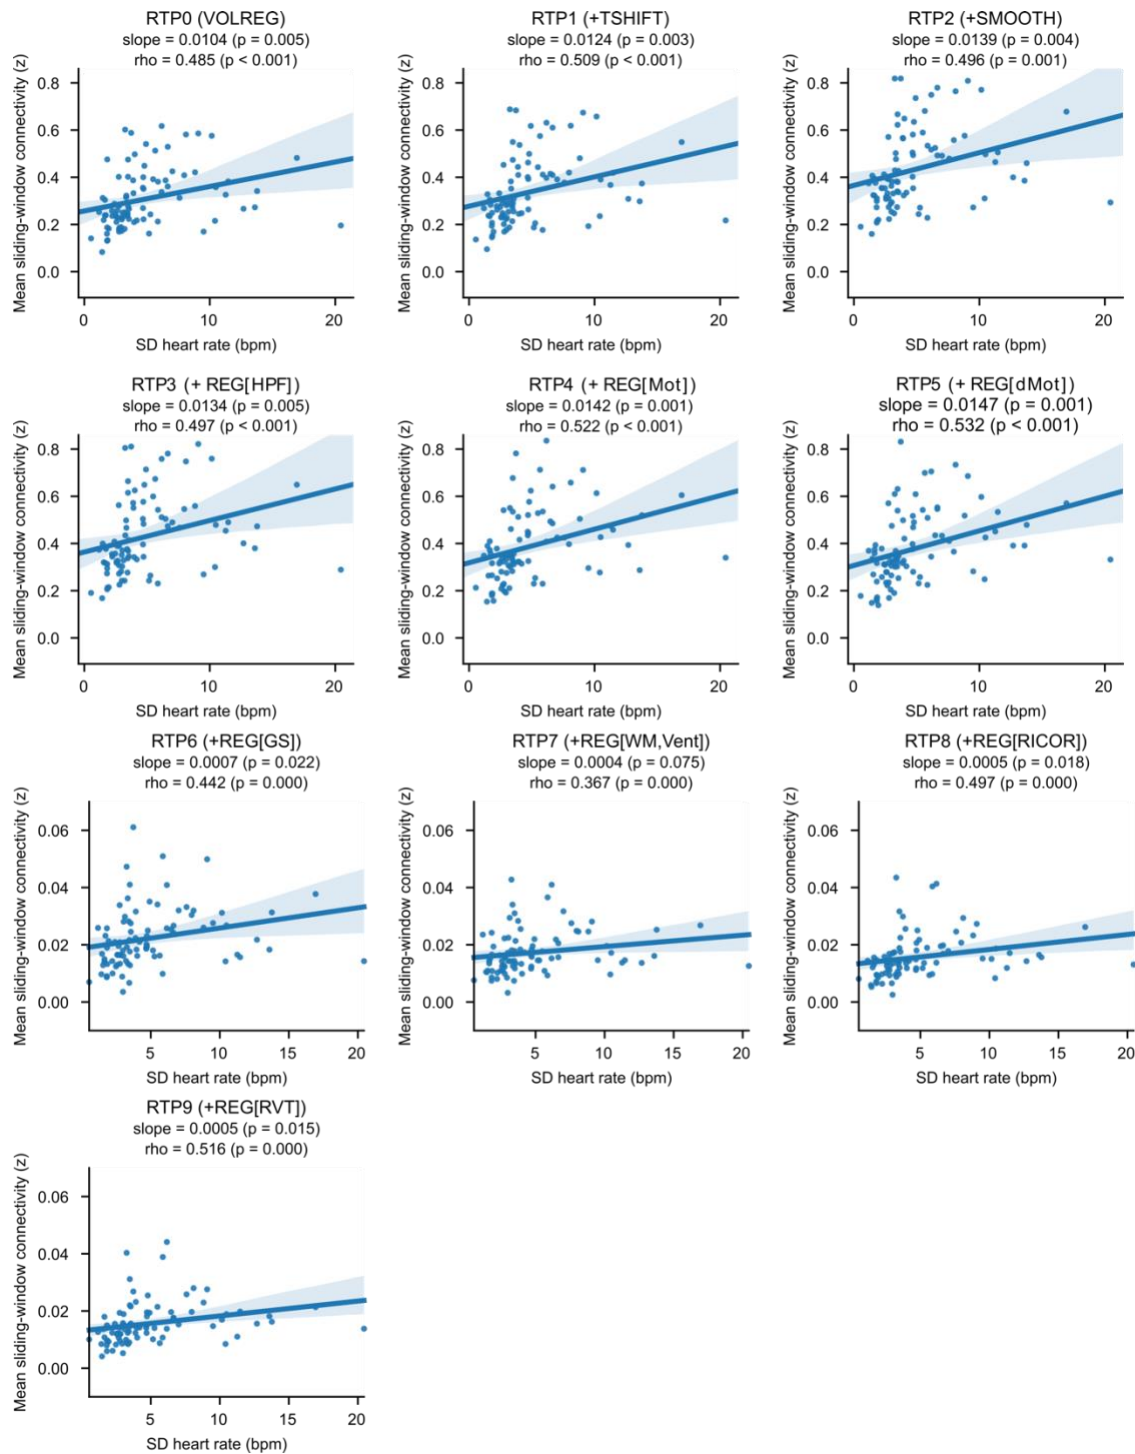 RTP0 (VOLREG)
slope = 0.0104 (p = 0.005)
rho = 0.485 (p < 0.001)
Mean sliding-window connectivity (z)
0.8
0.6
0.4
0.2
0.0
0 10 20
SD heart rate (bpm)
RTP1 (+TSHIFT)
slope = 0.0124 (p = 0.003)
rho = 0.509 (p < 0.001)
Mean sliding-window connectivity (z)
0.8
0.6
0.4
0.2
0.0
0 10 20
SD heart rate (bpm)
RTP2 (+SMOOTH)
slope = 0.0139 (p = 0.004)
rho = 0.496 (p = 0.001)
Mean sliding-window connectivity (z)
0.8
0.6
0.4
0.2
0.0
0 10 20
SD heart rate (bpm)
RTP3 (+ REG[HPF])
slope = 0.0134 (p = 0.005)
rho = 0.497 (p < 0.001)
Mean sliding-window connectivity (z)
0.8
0.6
0.4
0.2
0.0
0 10 20
SD heart rate (bpm)
RTP4 (+ REG[Mot])
slope = 0.0142 (p = 0.001)
rho = 0.522 (p < 0.001)
Mean sliding-window connectivity (z)
0.8
0.6
0.4
0.2
0.0
0 10 20
SD heart rate (bpm)
RTP5 (+ REG[dMot])
slope = 0.0147 (p = 0.001)
rho = 0.532 (p < 0.001)
Mean sliding-window connectivity (z)
0.8
0.6
0.4
0.2
0.0
0 10 20
SD heart rate (bpm)
RTP6 (+REG[GS])
slope = 0.0007 (p = 0.022)
rho = 0.442 (p = 0.000)
Mean sliding-window connectivity (z)
0.06
0.04
0.02
0.00
5 10 15 20
SD heart rate (bpm)
RTP7 (+REG[WM,Vent])
slope = 0.0004 (p = 0.075)
rho = 0.367 (p = 0.000)
Mean sliding-window connectivity (z)
0.06
0.04
0.02
0.00
5 10 15 20
SD heart rate (bpm)
RTP8 (+REG[RICOR])
slope = 0.0005 (p = 0.018)
rho = 0.497 (p = 0.000)
Mean sliding-window connectivity (z)
0.06
0.04
0.02
0.00
5 10 15 20
SD heart rate (bpm)
RTP9 (+REG[RVT])
slope = 0.0005 (p = 0.015)
rho = 0.516 (p = 0.000)
Mean sliding-window connectivity (z)
0.06
0.04
0.02
0.00
5 10 15 20
SD heart rate (bpm)